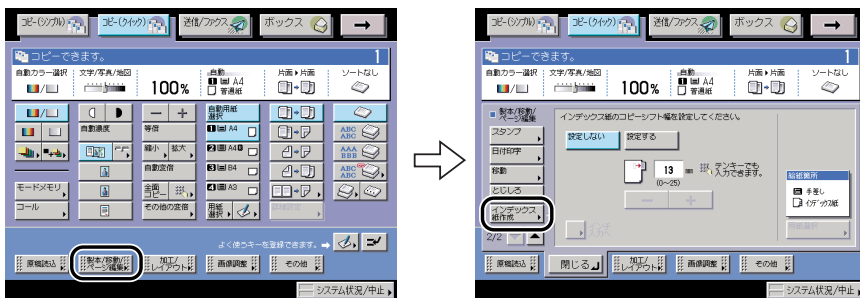 コピー(シンプル) コピー(クイック) 送信/ファクス ボックス
コピーできます。 1
自動カラー選択 文字/写真/地図 自動 片面▶片面 ソートなし
100% 1 A4 普通紙
自動濃度 等倍 自動用紙選択
1 A4
縮小 拡大 2 A4
自動変倍 3 B4
モードメモリ 全面コピー 4 A3
コール その他の変倍 用紙選択
ABC ABC
AAA BBB
ABC ABC
よく使うキーを登録できます。
原稿読込 製本/移動/ページ編集 加工/レイアウト 画像調整 その他
システム状況/中止
コピー(シンプル) コピー(クイック) 送信/ファクス ボックス
コピーできます。 1
自動カラー選択 文字/写真/地図 自動 片面▶片面 ソートなし
100% 1 A4 普通紙
製本/移動/ページ編集
インデックス紙のコピーシフト幅を設定してください。
スタンプ
設定しない 設定する
日付印字
移動
13 mm テンキーでも入力できます。
(0~25)
とじしろ
インデックス紙作成
給紙箇所
手差し
インデックス紙
2/2
原稿読込 閉じる 加工/レイアウト 画像調整 その他
システム状況/中止